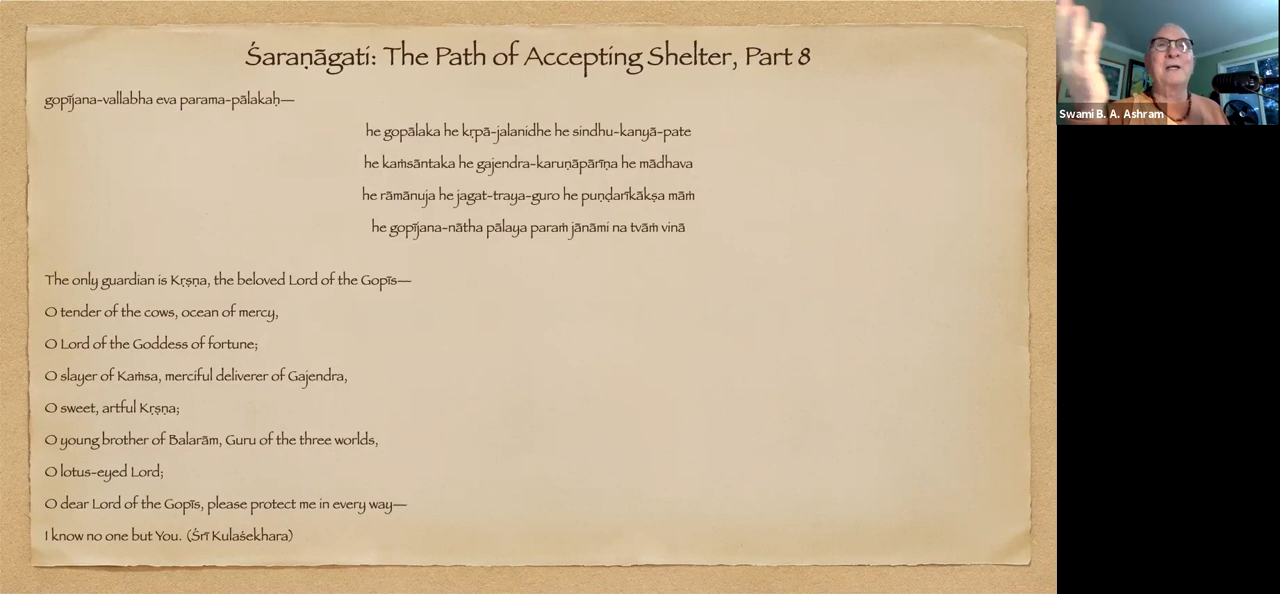 Śaraṇāgati: The Path of Accepting Shelter, Part 8
gopījana-vallabha eva parama-pālakaḥ—
he gopālaka he kṛpā-jalanidhe he sindhu-kanyā-pate
he kaṁsāntaka he gajendra-karuṇāpārīṇa he mādhava
he rāmānuja he jagat-traya-guro he puṇḍarīkākṣa māṁ
he gopījana-nātha pālaya paraṁ jānāmi na tvāṁ vinā
The only guardian is Kṛṣṇa, the beloved Lord of the Gopīs—
O tender of the cows, ocean of mercy,
O Lord of the Goddess of fortune;
O slayer of Kaṁsa, merciful deliverer of Gajendra,
O sweet, artful Kṛṣṇa;
O young brother of Balarām, Guru of the three worlds,
O lotus-eyed Lord;
O dear Lord of the Gopīs, please protect me in every way—
I know no one but You. (Śrī Kulaśekhara)
Swami B. A. Ashram